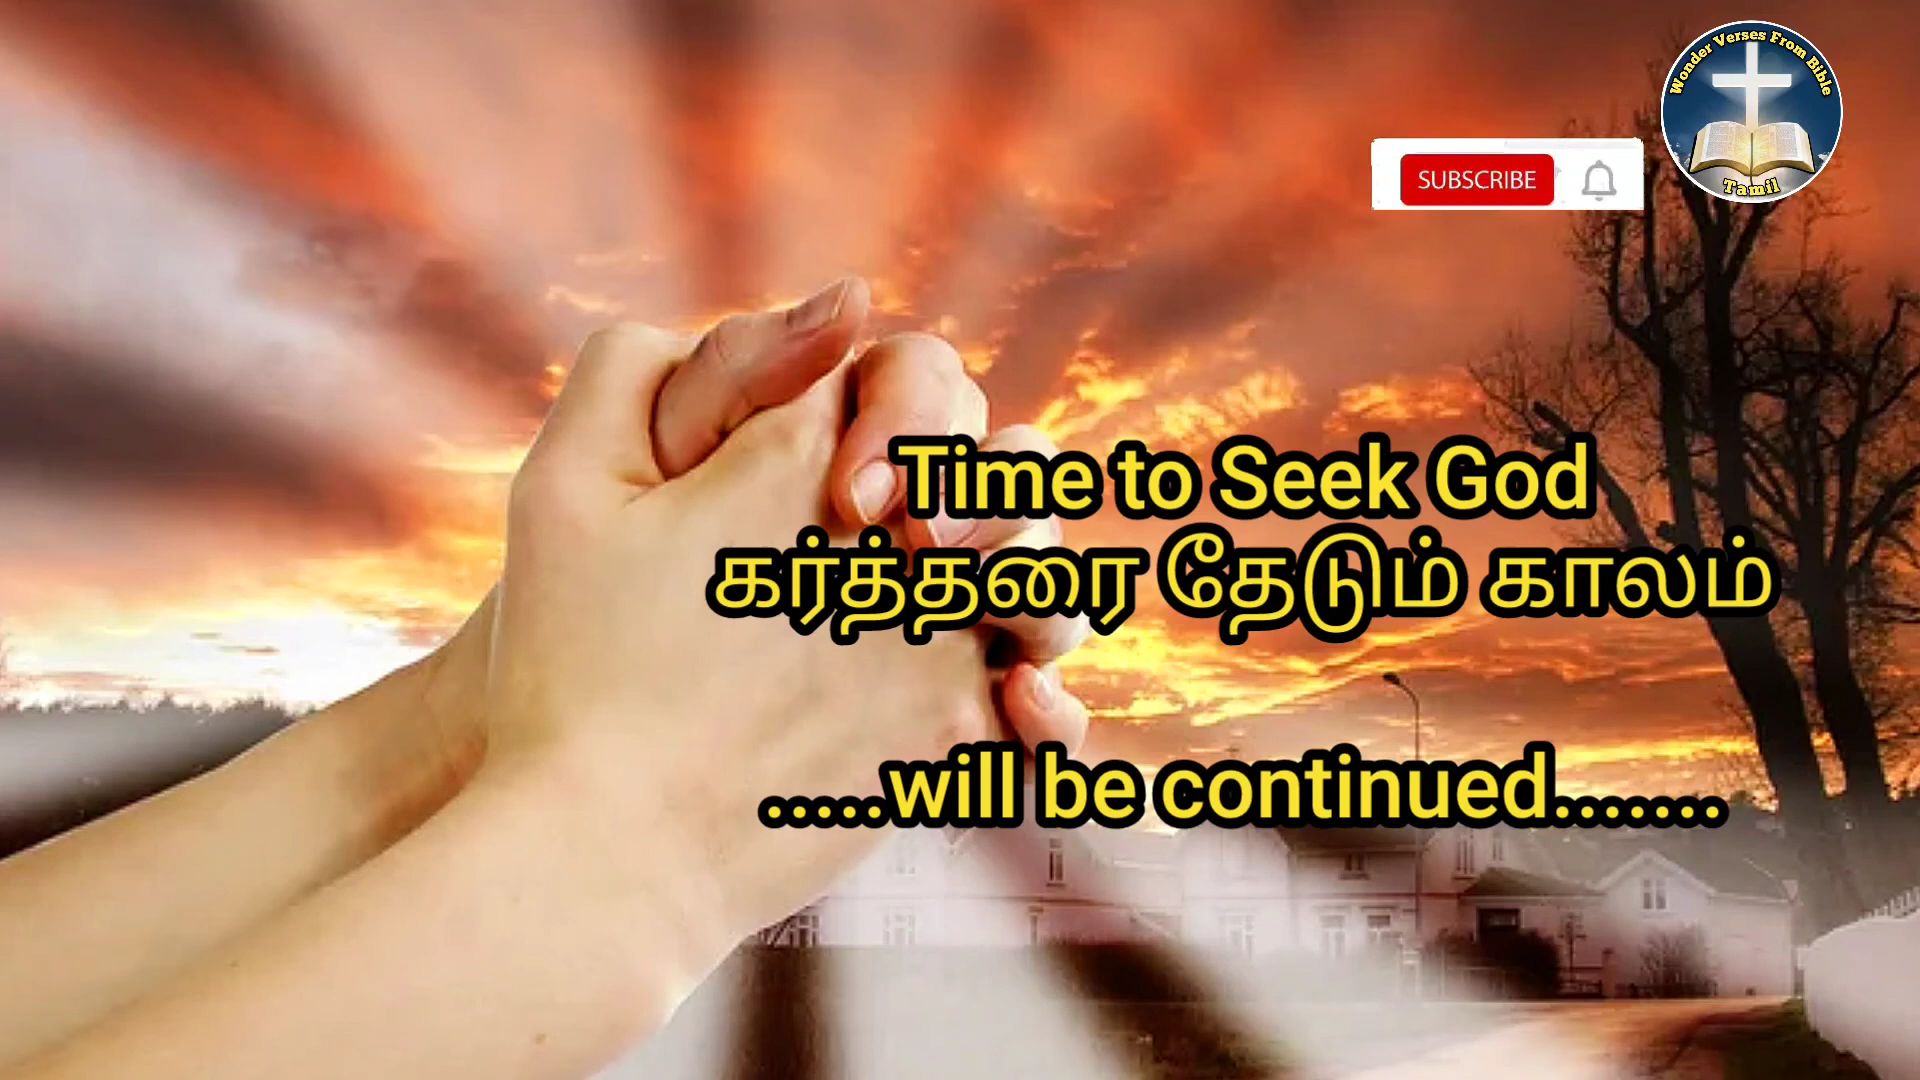 Wonder Verses From Bible
Tamil
SUBSCRIBE
Time to Seek God
கர்த்தரை தேடும் காலம்
.....will be continued.......